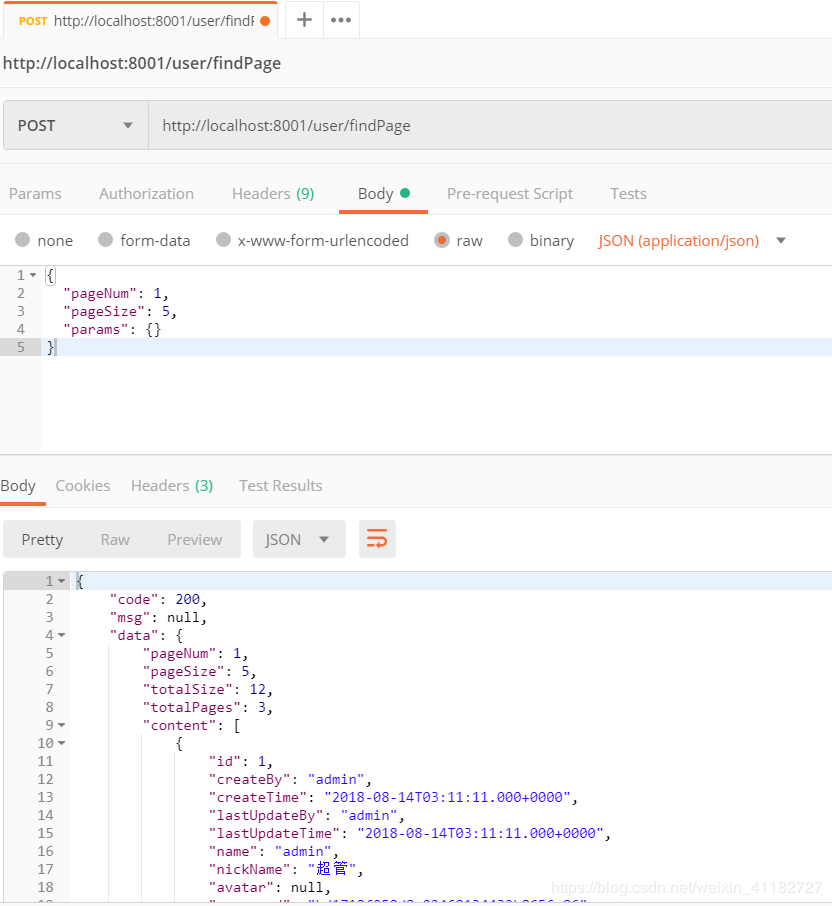 POST http://localhost:8001/user/findF
http://localhost:8001/user/findPage
POST http://localhost:8001/user/findPage
Params Authorization Headers (9) Body Pre-request Script Tests
none form-data x-www-form-urlencoded raw binary JSON (application/json)
1 {
2 "pageNum": 1,
3 "pageSize": 5,
4 "params": {}
5 }
Body Cookies Headers (3) Test Results
Pretty Raw Preview JSON
1 {
2 "code": 200,
3 "msg": null,
4 "data": {
5 "pageNum": 1,
6 "pageSize": 5,
7 "totalSize": 12,
8 "totalPages": 3,
9 "content": [
10 {
11 "id": 1,
12 "createBy": "admin",
13 "createTime": "2018-08-14T03:11:11.000+0000",
14 "lastUpdateBy": "admin",
15 "lastUpdateTime": "2018-08-14T03:11:11.000+0000",
16 "name": "admin",
17 "nickName": "超管",
18 "avatar": null,
https://blog.csdn.net/weixin_41182727